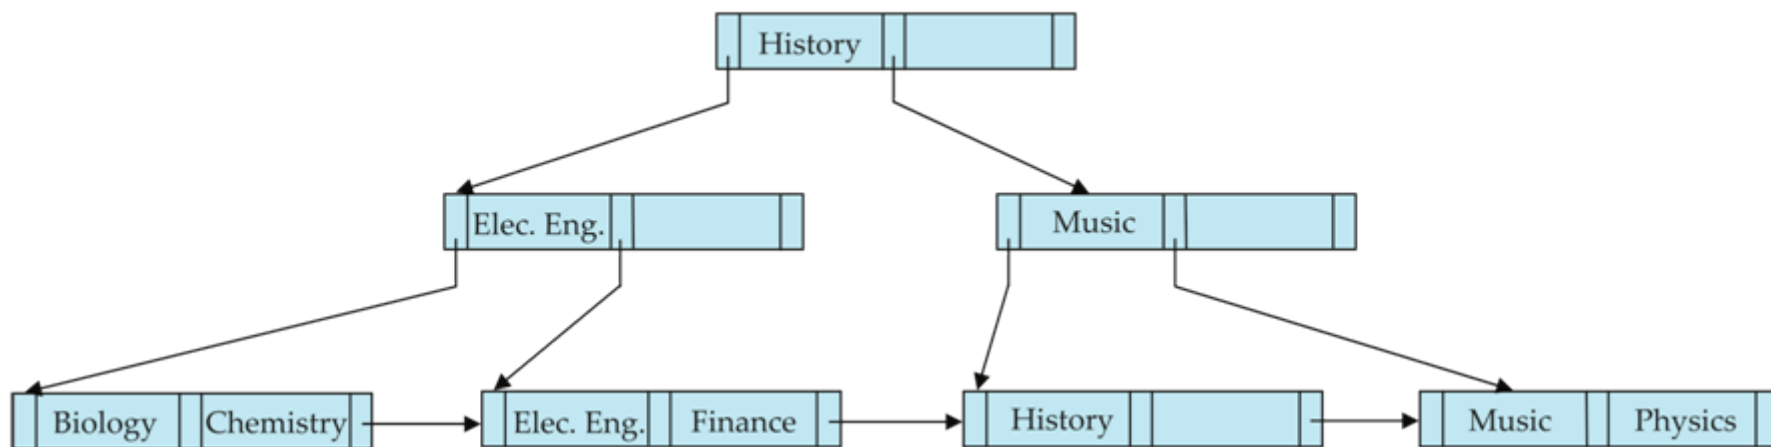 History
Elec. Eng.
Music
Biology Chemistry
Elec. Eng. Finance
History
Music Physics